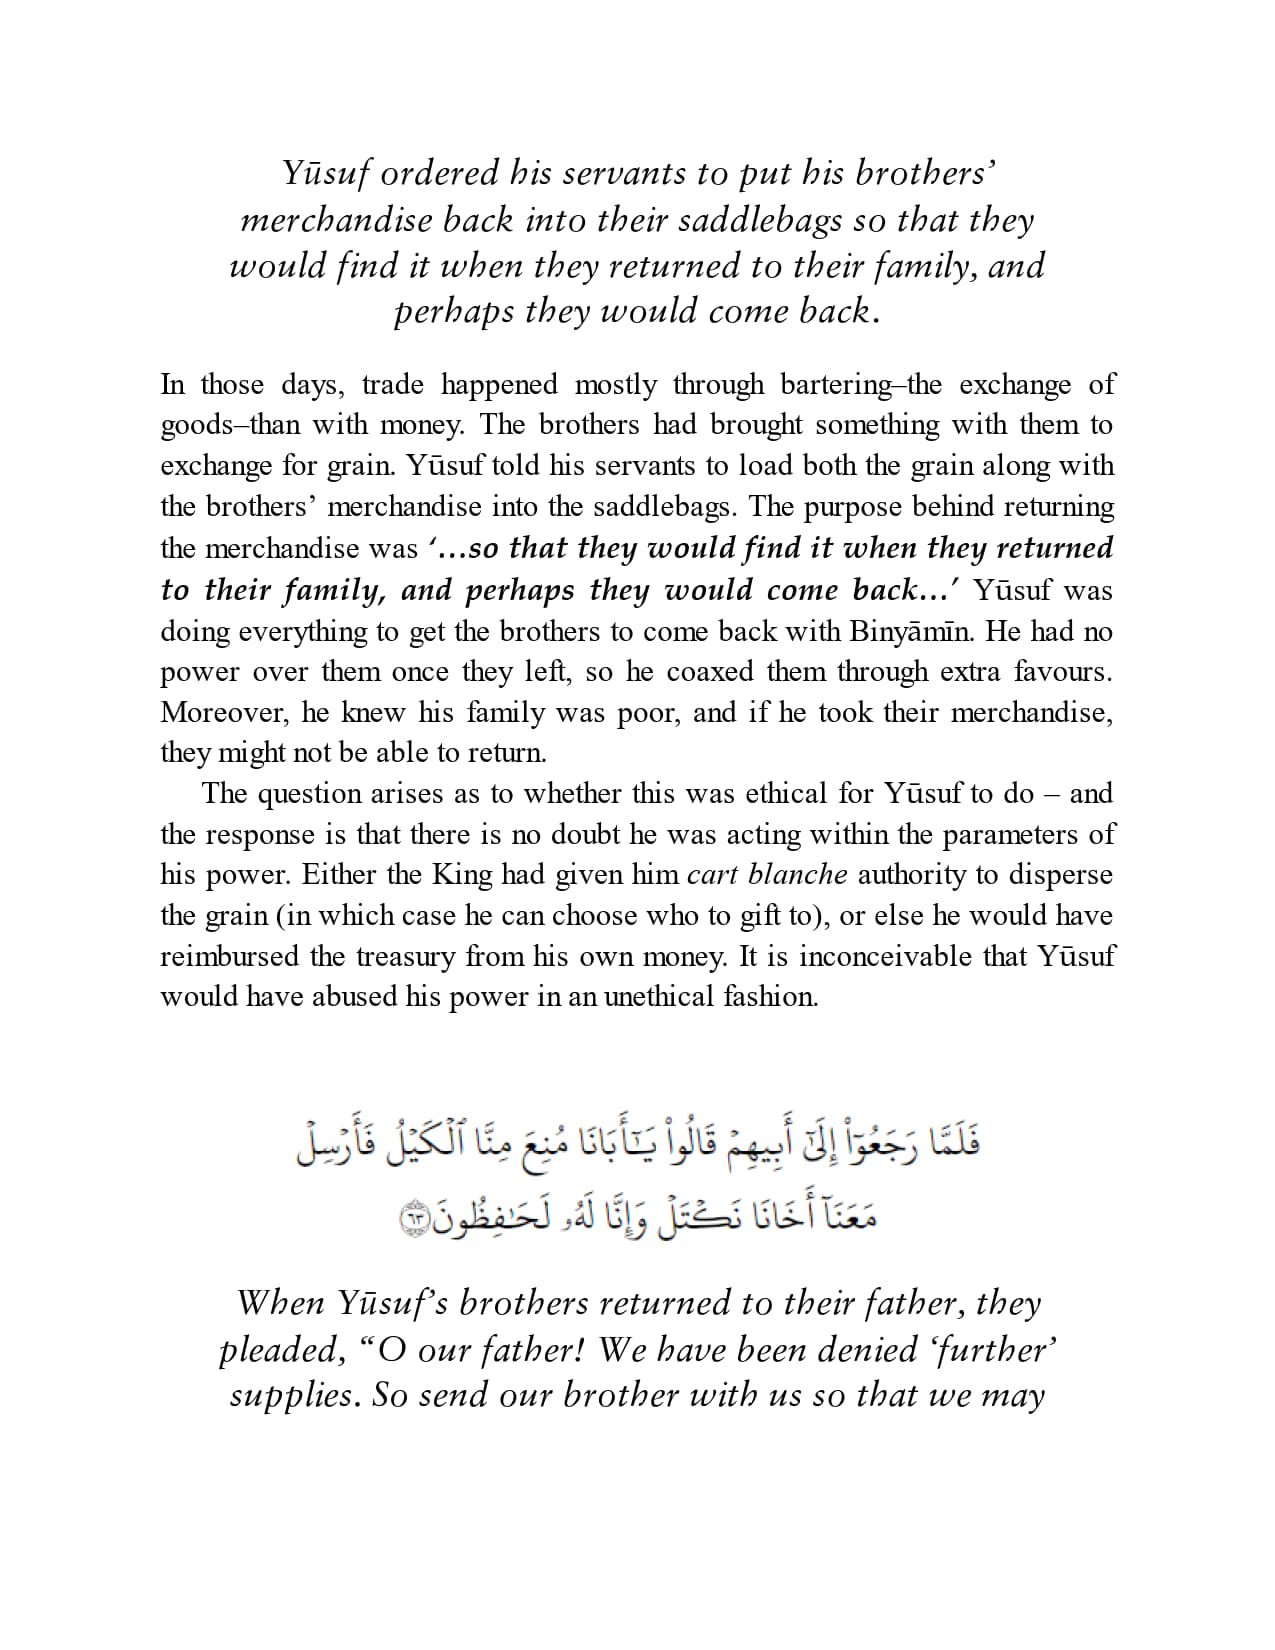 Yūsuf ordered his servants to put his brothers’
merchandise back into their saddlebags so that they
would find it when they returned to their family, and
perhaps they would come back.
In those days, trade happened mostly through bartering–the exchange of
goods–than with money. The brothers had brought something with them to
exchange for grain. Yūsuf told his servants to load both the grain along with
the brothers’ merchandise into the saddlebags. The purpose behind returning
the merchandise was ‘…so that they would find it when they returned
to their family, and perhaps they would come back…’ Yūsuf was
doing everything to get the brothers to come back with Binyāmīn. He had no
power over them once they left, so he coaxed them through extra favours.
Moreover, he knew his family was poor, and if he took their merchandise,
they might not be able to return.
The question arises as to whether this was ethical for Yūsuf to do – and
the response is that there is no doubt he was acting within the parameters of
his power. Either the King had given him cart blanche authority to disperse
the grain (in which case he can choose who to gift to), or else he would have
reimbursed the treasury from his own money. It is inconceivable that Yūsuf
would have abused his power in an unethical fashion.
فَلَمَّا رَجَعُوٓاْ إِلَىٰٓ أَبِيهِمۡ قَالُواْ يَـٰٓأَبَانَا مُنِعَ مِنَّا ٱلۡكَيۡلُ فَأَرۡسِلۡ
مَعَنَآ أَخَانَا نَكۡتَلۡ وَإِنَّا لَهُۥ لَحَـٰفِظُونَ ٦٣
When Yūsuf’s brothers returned to their father, they
pleaded, “O our father! We have been denied ‘further’
supplies. So send our brother with us so that we may